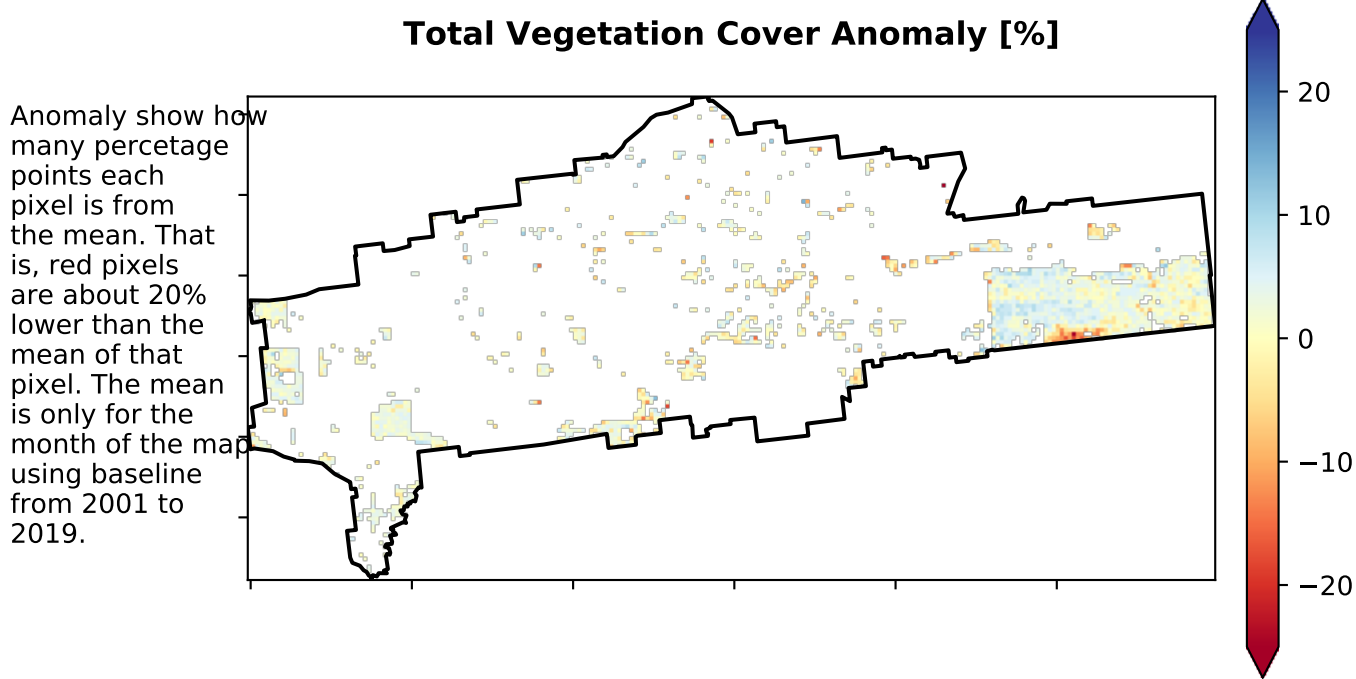 Total Vegetation Cover Anomaly [%]
Anomaly show how
many percetage
points each
pixel is from
the mean. That
is, red pixels
are about 20%
lower than the
mean of that
pixel. The mean
is only for the
month of the map
using baseline
from 2001 to
2019.
20
10
0
−10
−20